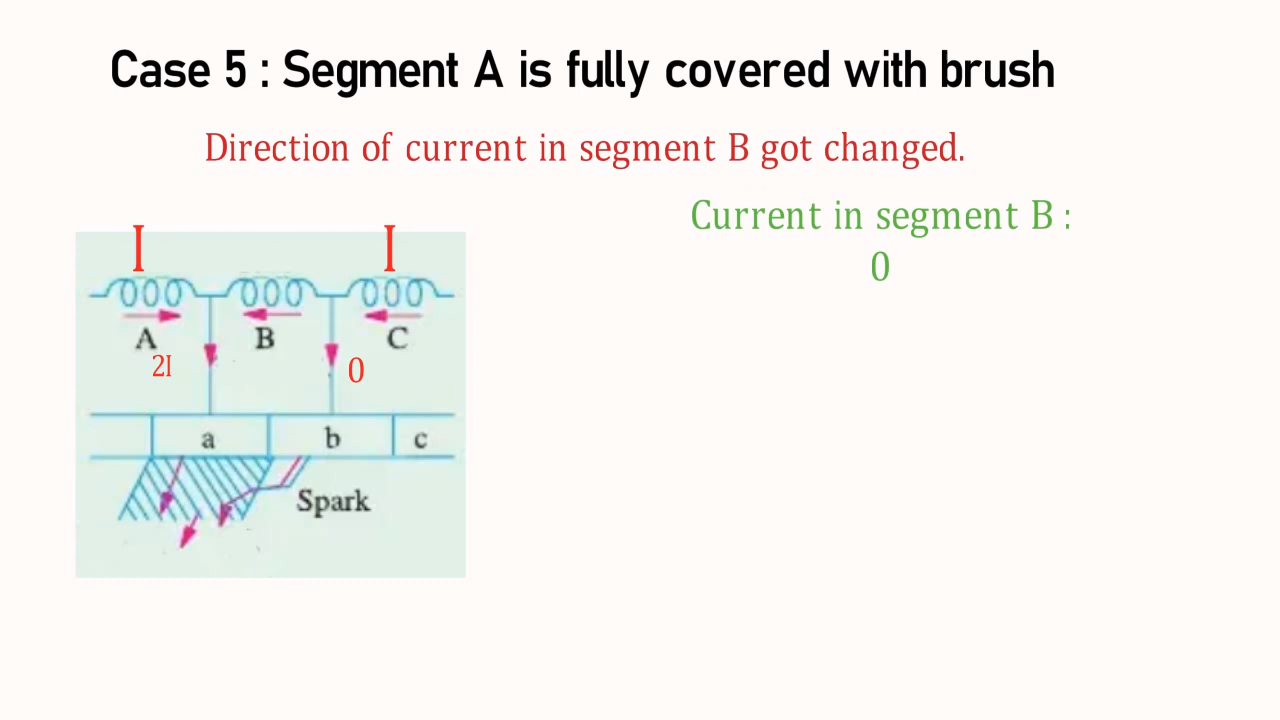 Case 5 : Segment A is fully covered with brush
Direction of current in segment B got changed.
Current in segment B :
0
I I
A B C
2I 0
a b c
Spark